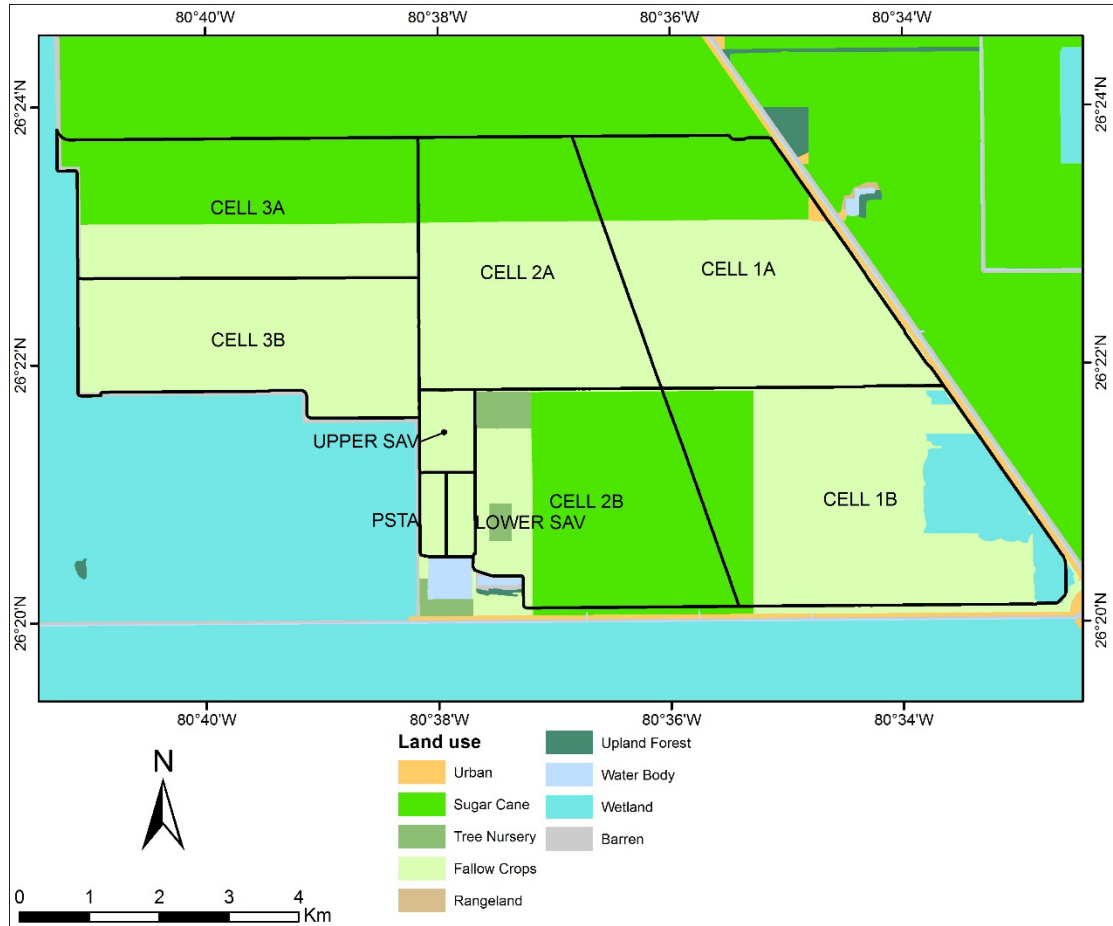 80°40'W 80°38'W 80°36'W 80°34'W
26°24'N 26°24'N
CELL 3A
CELL 2A CELL 1A
CELL 3B
26°22'N 26°22'N
UPPER SAV
CELL 2B CELL 1B
PSTA LOWER SAV
26°20'N 26°20'N
80°40'W 80°38'W 80°36'W 80°34'W
N
0 1 2 3 4
Km
Land use
Urban
Sugar Cane
Tree Nursery
Fallow Crops
Rangeland
Upland Forest
Water Body
Wetland
Barren